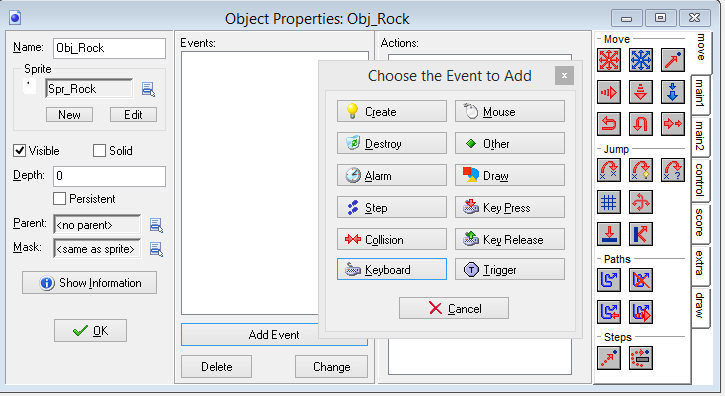 Object Properties: Obj_Rock
Name: Obj_Rock
Sprite
Spr_Rock
New Edit
Visible Solid
Depth: 0
Persistent
Parent: <no parent>
Mask: <same as sprite>
Show Information
OK
Events:
Add Event
Delete Change
Actions:
Choose the Event to Add
x
Create Mouse
Destroy Other
Alarm Draw
Step Key Press
Collision Key Release
Keyboard Trigger
Cancel
Move
Jump
?
Paths
Steps
move
main1
main2
control
score
extra
draw